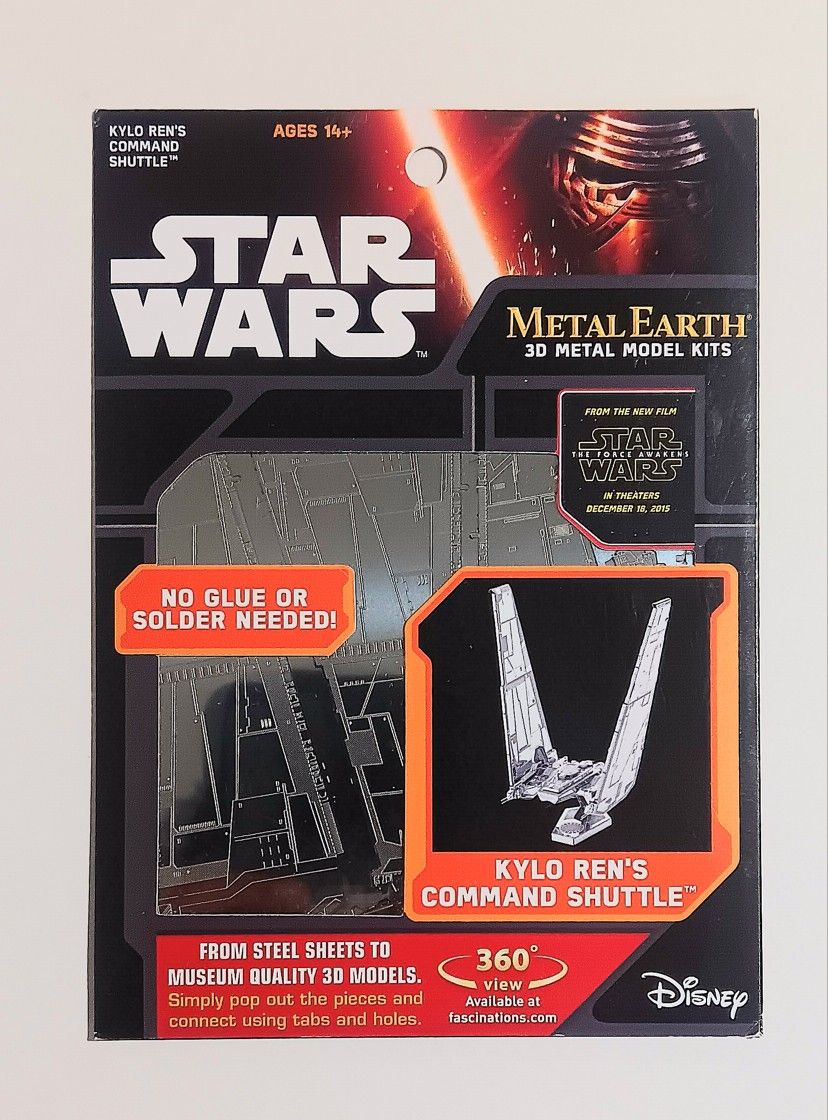 KYLO REN'S
COMMAND
SHUTTLE™
AGES 14+
STAR
WARS™
METAL EARTH®
3D METAL MODEL KITS
FROM THE NEW FILM
STAR
THE FORCE AWAKENS
WARS
IN THEATERS
DECEMBER 18, 2015
NO GLUE OR
SOLDER NEEDED!
KYLO REN'S
COMMAND SHUTTLE™
FROM STEEL SHEETS TO
MUSEUM QUALITY 3D MODELS.
Simply pop out the pieces and
connect using tabs and holes.
360°
view
Available at
fascinations.com
Disney